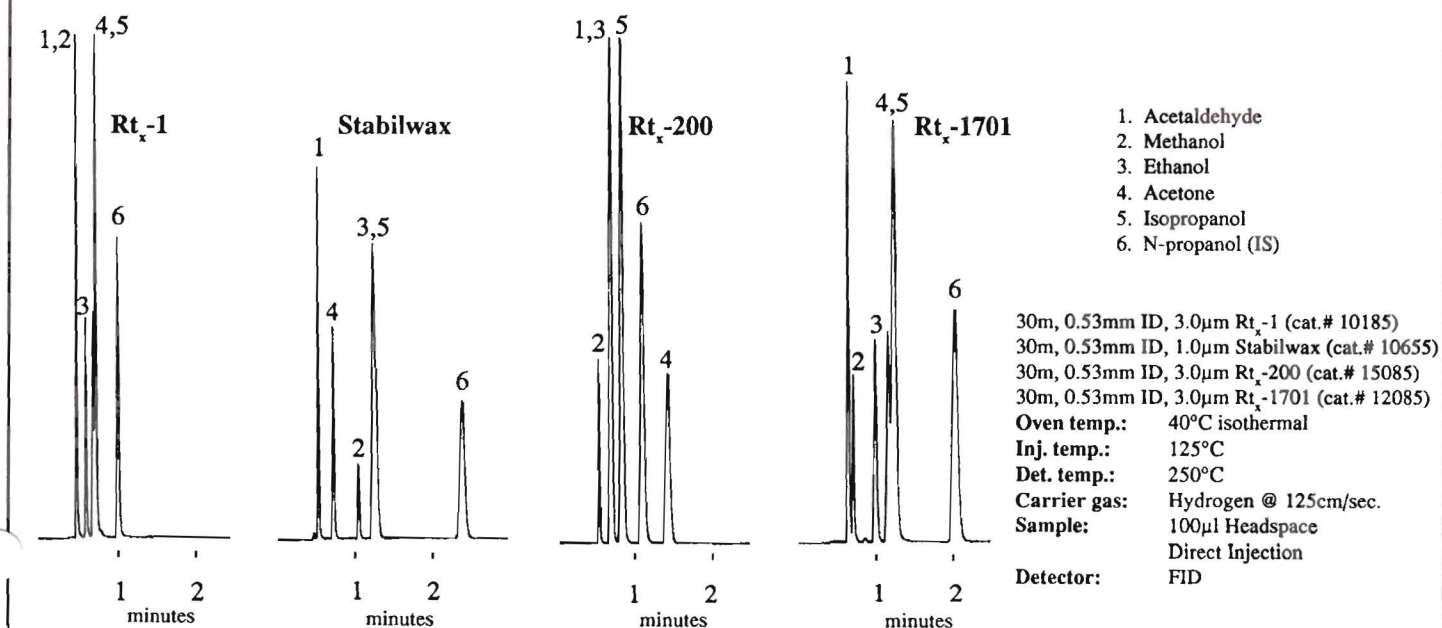 1,2
4,5
3
6
Rtx-1
1
2
minutes
Stabilwax
1
4
2
3,5
6
1
2
minutes
1,3
5
Rtx-200
2
6
4
1
2
minutes
1
4,5
Rtx-1701
2
3
6
1
2
minutes
1. Acetaldehyde
2. Methanol
3. Ethanol
4. Acetone
5. Isopropanol
6. N-propanol (IS)
30m, 0.53mm ID, 3.0µm Rtx-1 (cat.# 10185)
30m, 0.53mm ID, 1.0µm Stabilwax (cat.# 10655)
30m, 0.53mm ID, 3.0µm Rtx-200 (cat.# 15085)
30m, 0.53mm ID, 3.0µm Rtx-1701 (cat.# 12085)
Oven temp.: 40°C isothermal
Inj. temp.: 125°C
Det. temp.: 250°C
Carrier gas: Hydrogen @ 125cm/sec.
Sample: 100µl Headspace
Direct Injection
Detector: FID